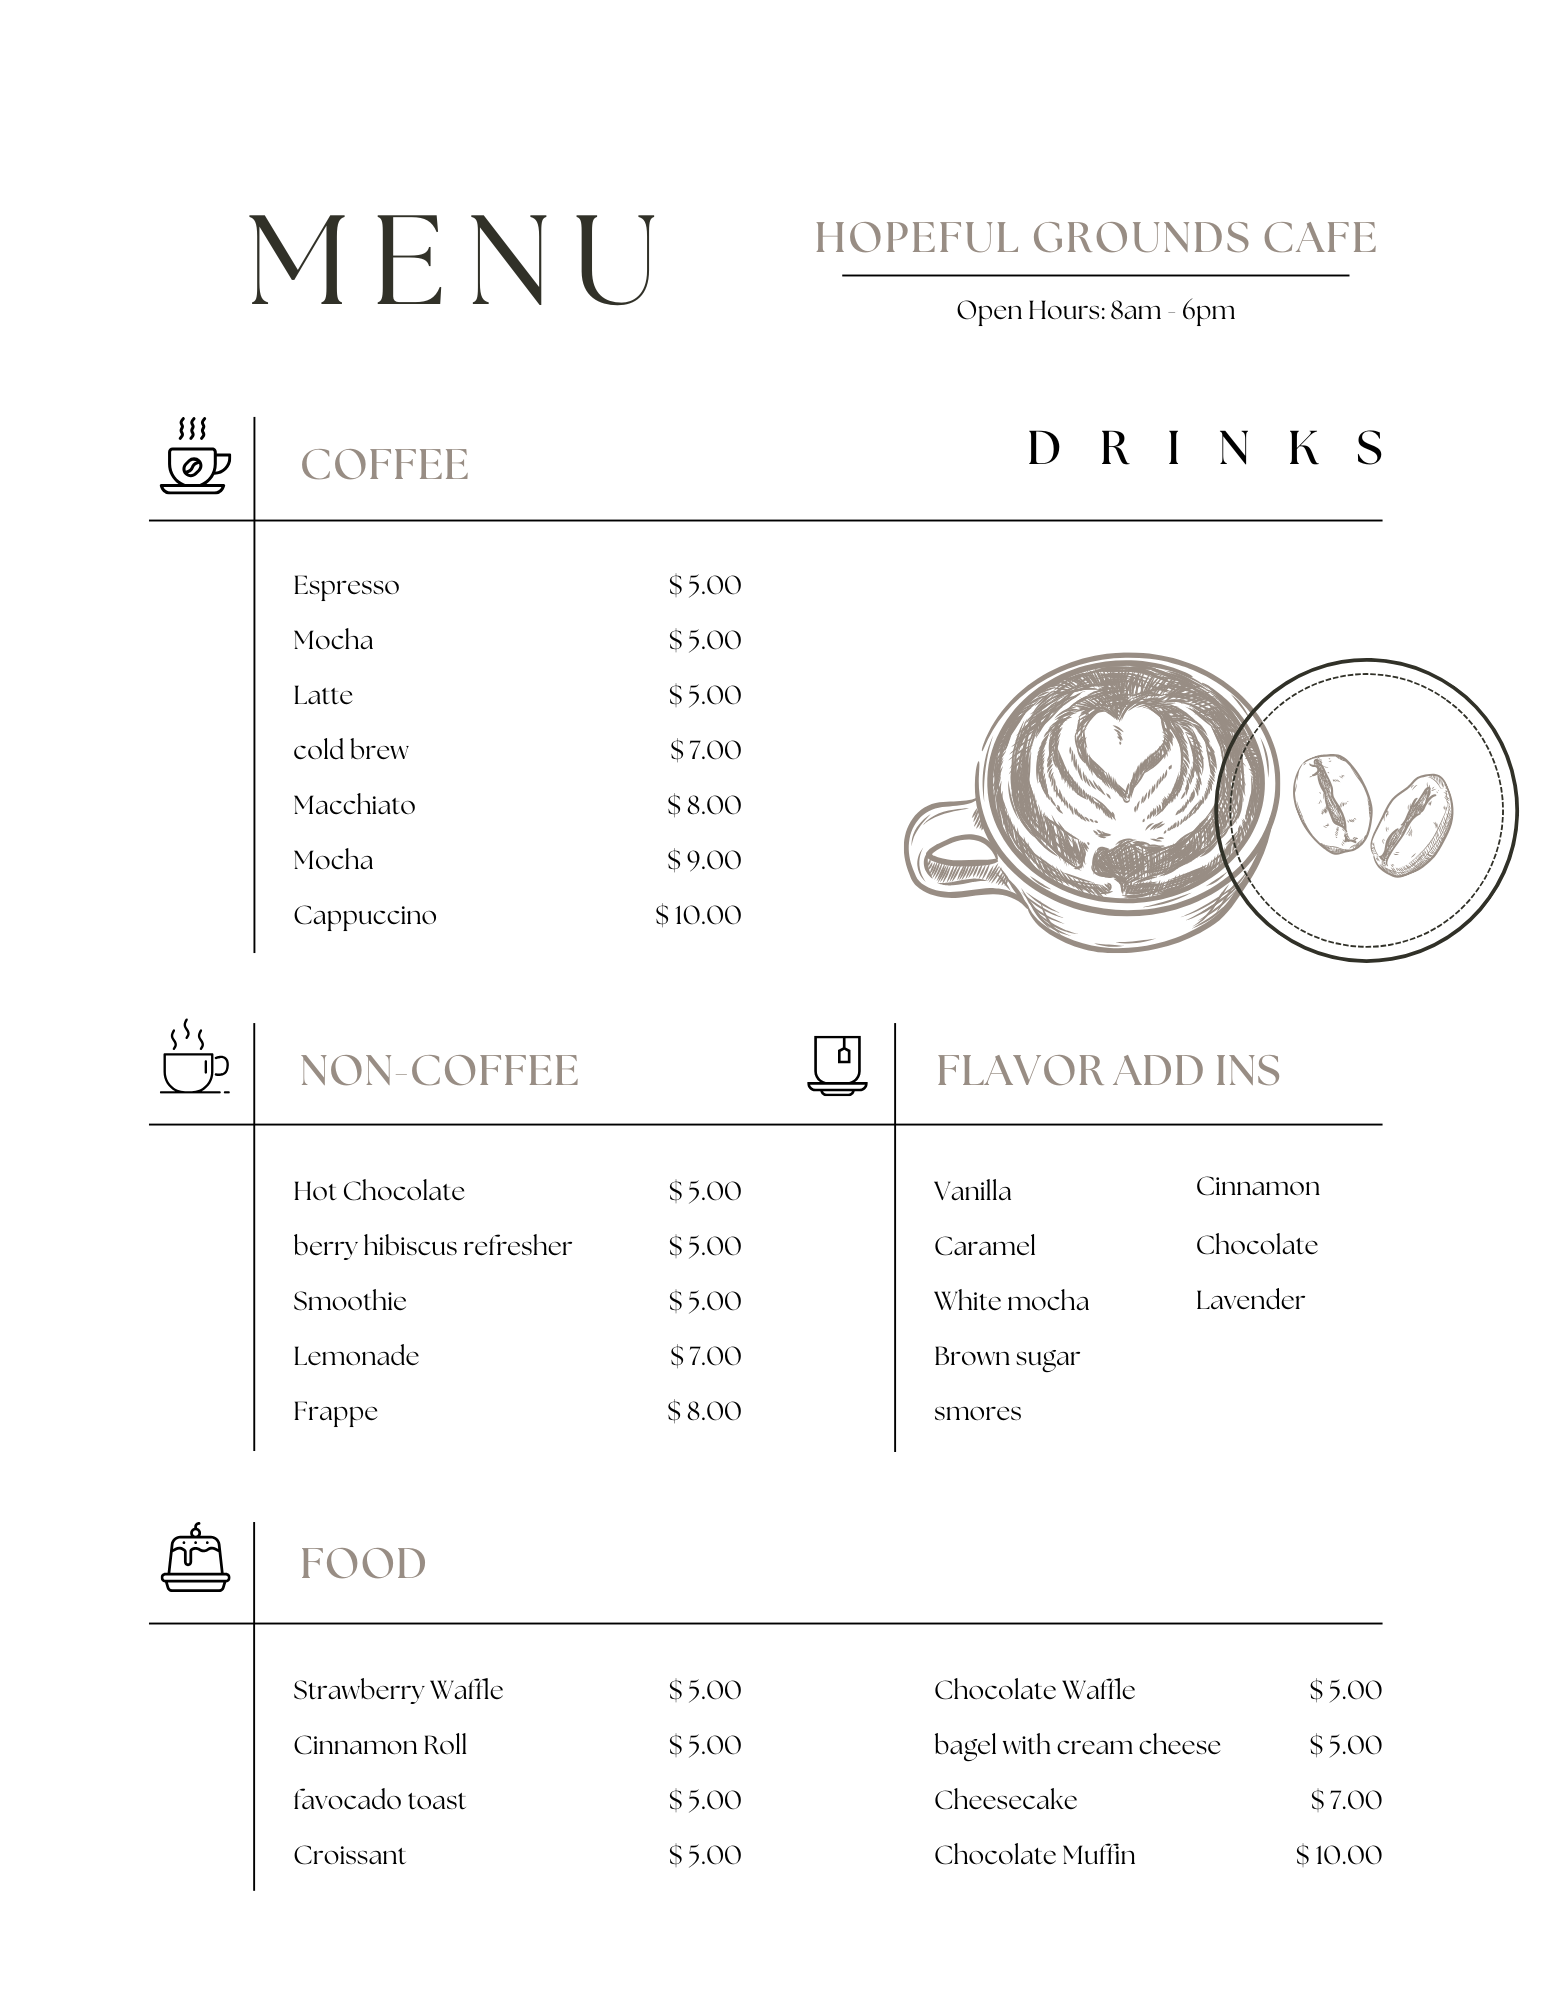 MENU
HOPEFUL GROUNDS CAFE
Open Hours: 8am - 6pm
DRINKS
COFFEE
Espresso $ 5.00
Mocha $ 5.00
Latte $ 5.00
cold brew $ 7.00
Macchiato $ 8.00
Mocha $ 9.00
Cappuccino $ 10.00
NON-COFFEE
Hot Chocolate $ 5.00
berry hibiscus refresher $ 5.00
Smoothie $ 5.00
Lemonade $ 7.00
Frappe $ 8.00
FLAVOR ADD INS
Vanilla
Caramel
White mocha
Brown sugar
smores
Cinnamon
Chocolate
Lavender
FOOD
Strawberry Waffle $ 5.00
Cinnamon Roll $ 5.00
favocado toast $ 5.00
Croissant $ 5.00
Chocolate Waffle $ 5.00
bagel with cream cheese $ 5.00
Cheesecake $ 7.00
Chocolate Muffin $ 10.00